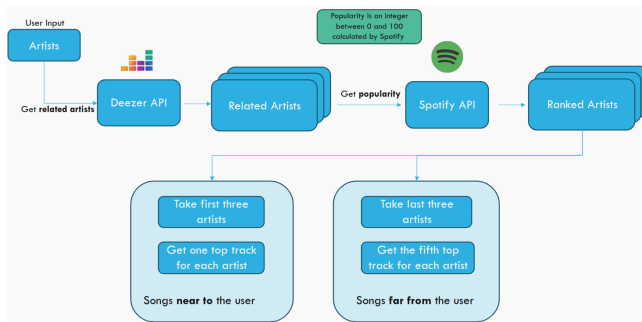 User Input
Artists
Popularity is an integer
between 0 and 100
calculated by Spotify
Get related artists
Deezer API
Related Artists
Get popularity
Spotify API
Ranked Artists
Take first three
artists
Get one top track
for each artist
Songs near to the user
Take last three
artists
Get the fifth top
track for each artist
Songs far from the user